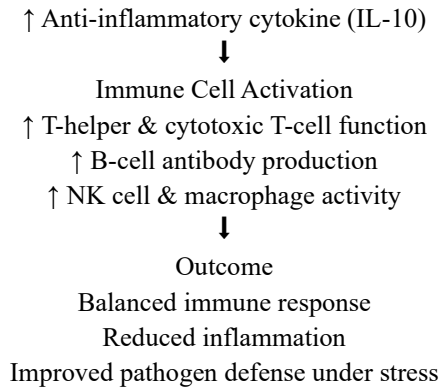 ↑ Anti-inflammatory cytokine (IL-10)
⬇
Immune Cell Activation
↑ T-helper & cytotoxic T-cell function
↑ B-cell antibody production
↑ NK cell & macrophage activity
⬇
Outcome
Balanced immune response
Reduced inflammation
Improved pathogen defense under stress